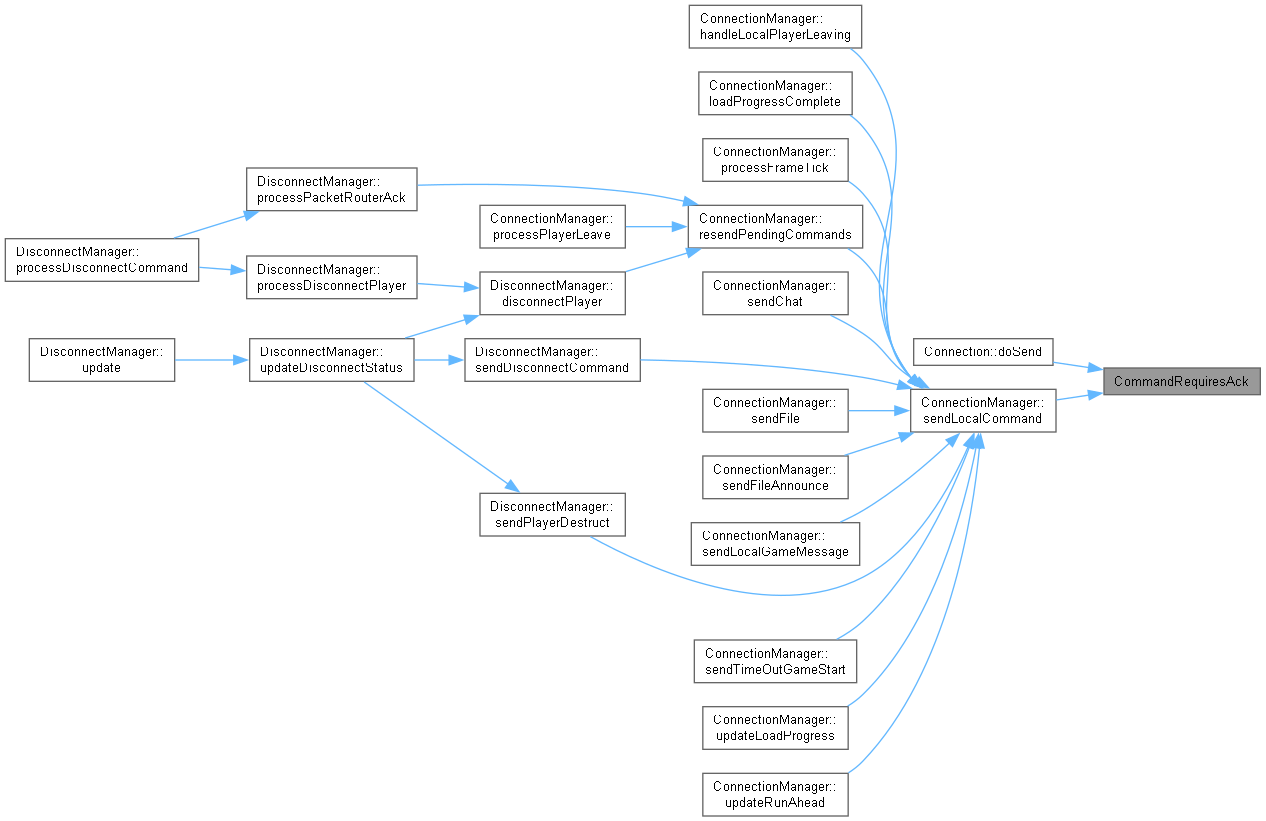 ConnectionManager::
handleLocalPlayerLeaving
ConnectionManager::
loadProgressComplete
ConnectionManager::
processFrameTick
DisconnectManager::
processPacketRouterAck
ConnectionManager::
processPlayerLeave
ConnectionManager::
resendPendingCommands
DisconnectManager::
processDisconnectCommand
DisconnectManager::
processDisconnectPlayer
DisconnectManager::
disconnectPlayer
ConnectionManager::
sendChat
DisconnectManager::
update
DisconnectManager::
updateDisconnectStatus
DisconnectManager::
sendDisconnectCommand
Connection::doSend
CommandRequiresAck
ConnectionManager::
sendFile
ConnectionManager::
sendLocalCommand
ConnectionManager::
sendFileAnnounce
DisconnectManager::
sendPlayerDestruct
ConnectionManager::
sendLocalGameMessage
ConnectionManager::
sendTimeOutGameStart
ConnectionManager::
updateLoadProgress
ConnectionManager::
updateRunAhead